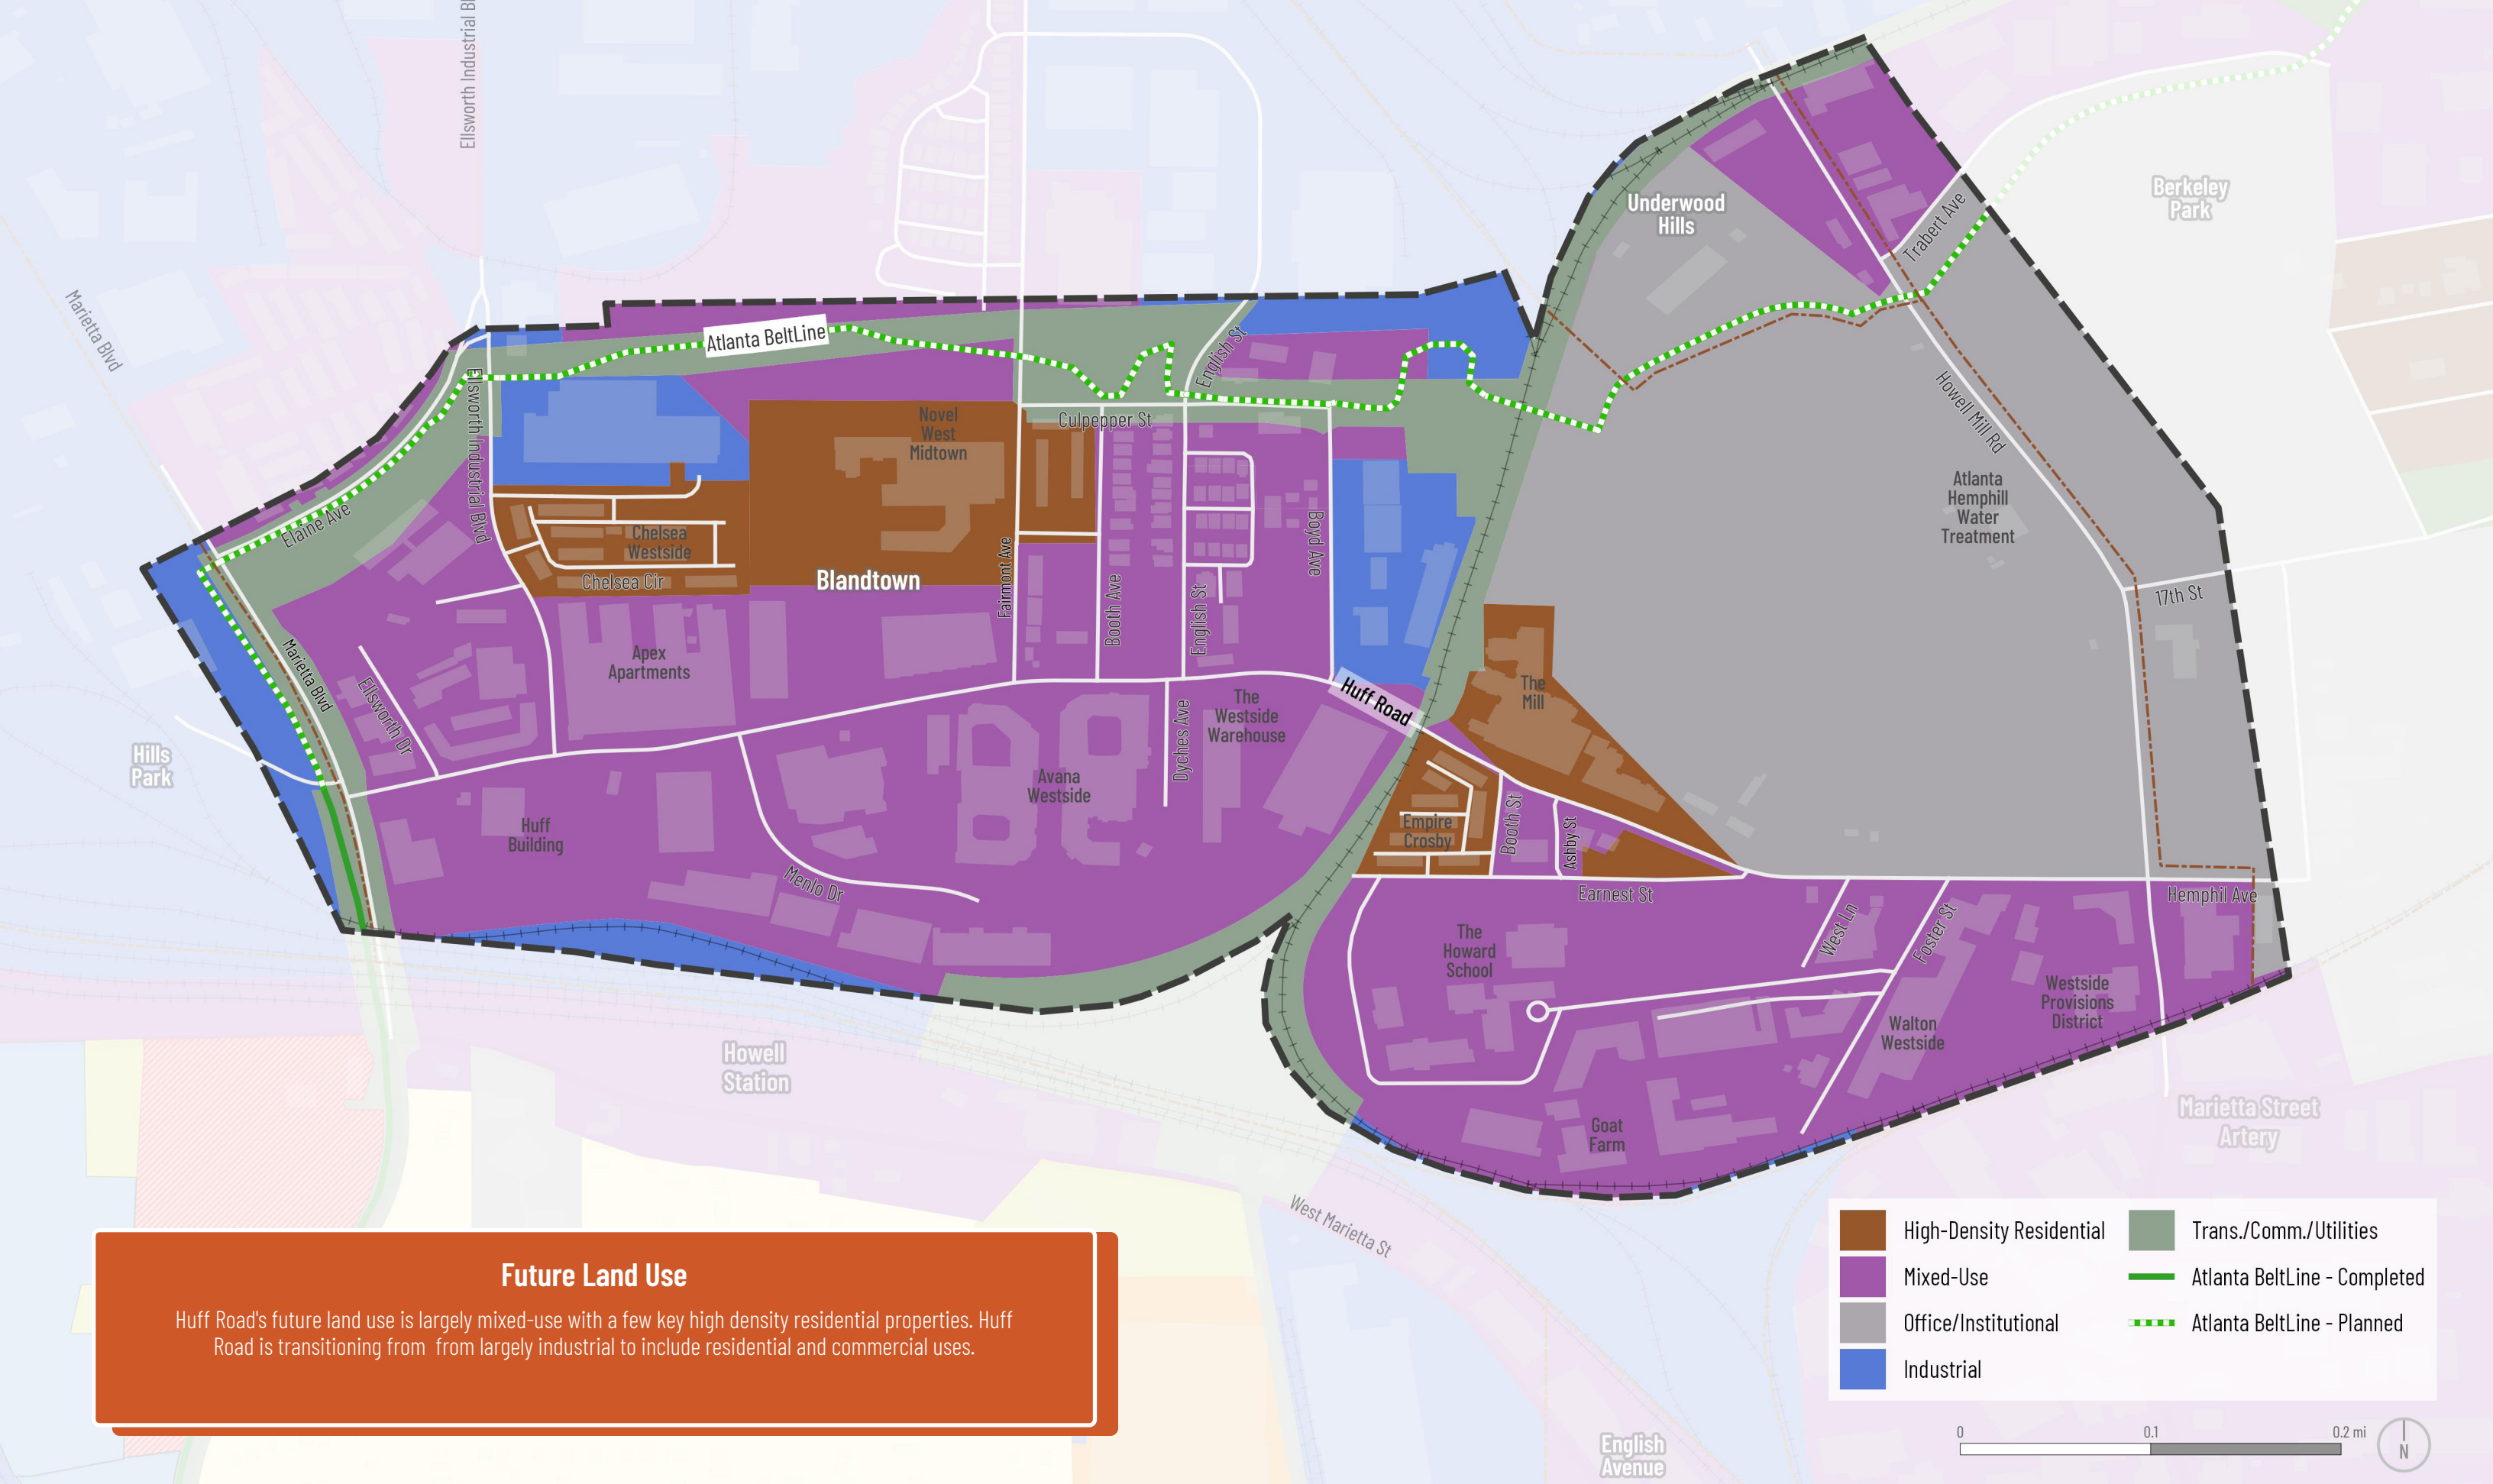 Ellsworth Industrial Bl
Marietta Blvd
Underwood
Hills
Berkeley
Park
Trabert Ave
Atlanta BeltLine
English St
Ellsworth Industrial Blvd
Howell Mill Rd
Novel
West
Midtown
Culpepper St
Atlanta
Hemphill
Water
Treatment
Elaine Ave
Chelsea
Westside
Chelsea Cir
Blandtown
Fairmont Ave
Booth Ave
English St
Boyd Ave
17th St
Marietta Blvd
Ellsworth Dr
Apex
Apartments
The
Westside
Warehouse
Huff Road
The
Mill
Hills
Park
Avana
Westside
Dyches Ave
Huff
Building
Menlo Dr
Empire
Crosby
Booth St
Ashby St
Earnest St
Hemphil Ave
The
Howard
School
West Ln
Foster St
Westside
Provisions
District
Walton
Westside
Howell
Station
Goat
Farm
Marietta Street
Artery
West Marietta St
English
Avenue
Future Land Use
Huff Road's future land use is largely mixed-use with a few key high density residential properties. Huff
Road is transitioning from  from largely industrial to include residential and commercial uses.
High-Density Residential
Mixed-Use
Office/Institutional
Industrial
Trans./Comm./Utilities
Atlanta BeltLine - Completed
Atlanta BeltLine - Planned
0 0.1 0.2 mi
N